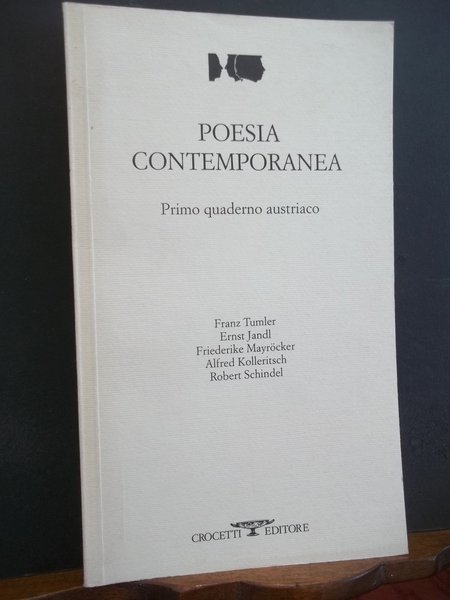 POESIA
CONTEMPORANEA
Primo quaderno austriaco
Franz Tumler
Ernst Jandl
Friederike Mayröcker
Alfred Kolleritsch
Robert Schindel
CROCETTI EDITORE